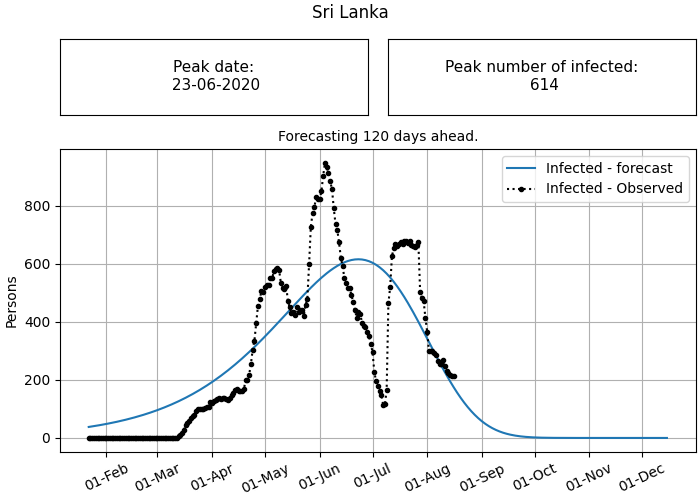 Sri Lanka
Peak date:
23-06-2020
Peak number of infected:
614
Forecasting 120 days ahead.
Infected - forecast
Infected - Observed
Persons
800
600
400
200
0
01-Feb
01-Mar
01-Apr
01-May
01-Jun
01-Jul
01-Aug
01-Sep
01-Oct
01-Nov
01-Dec